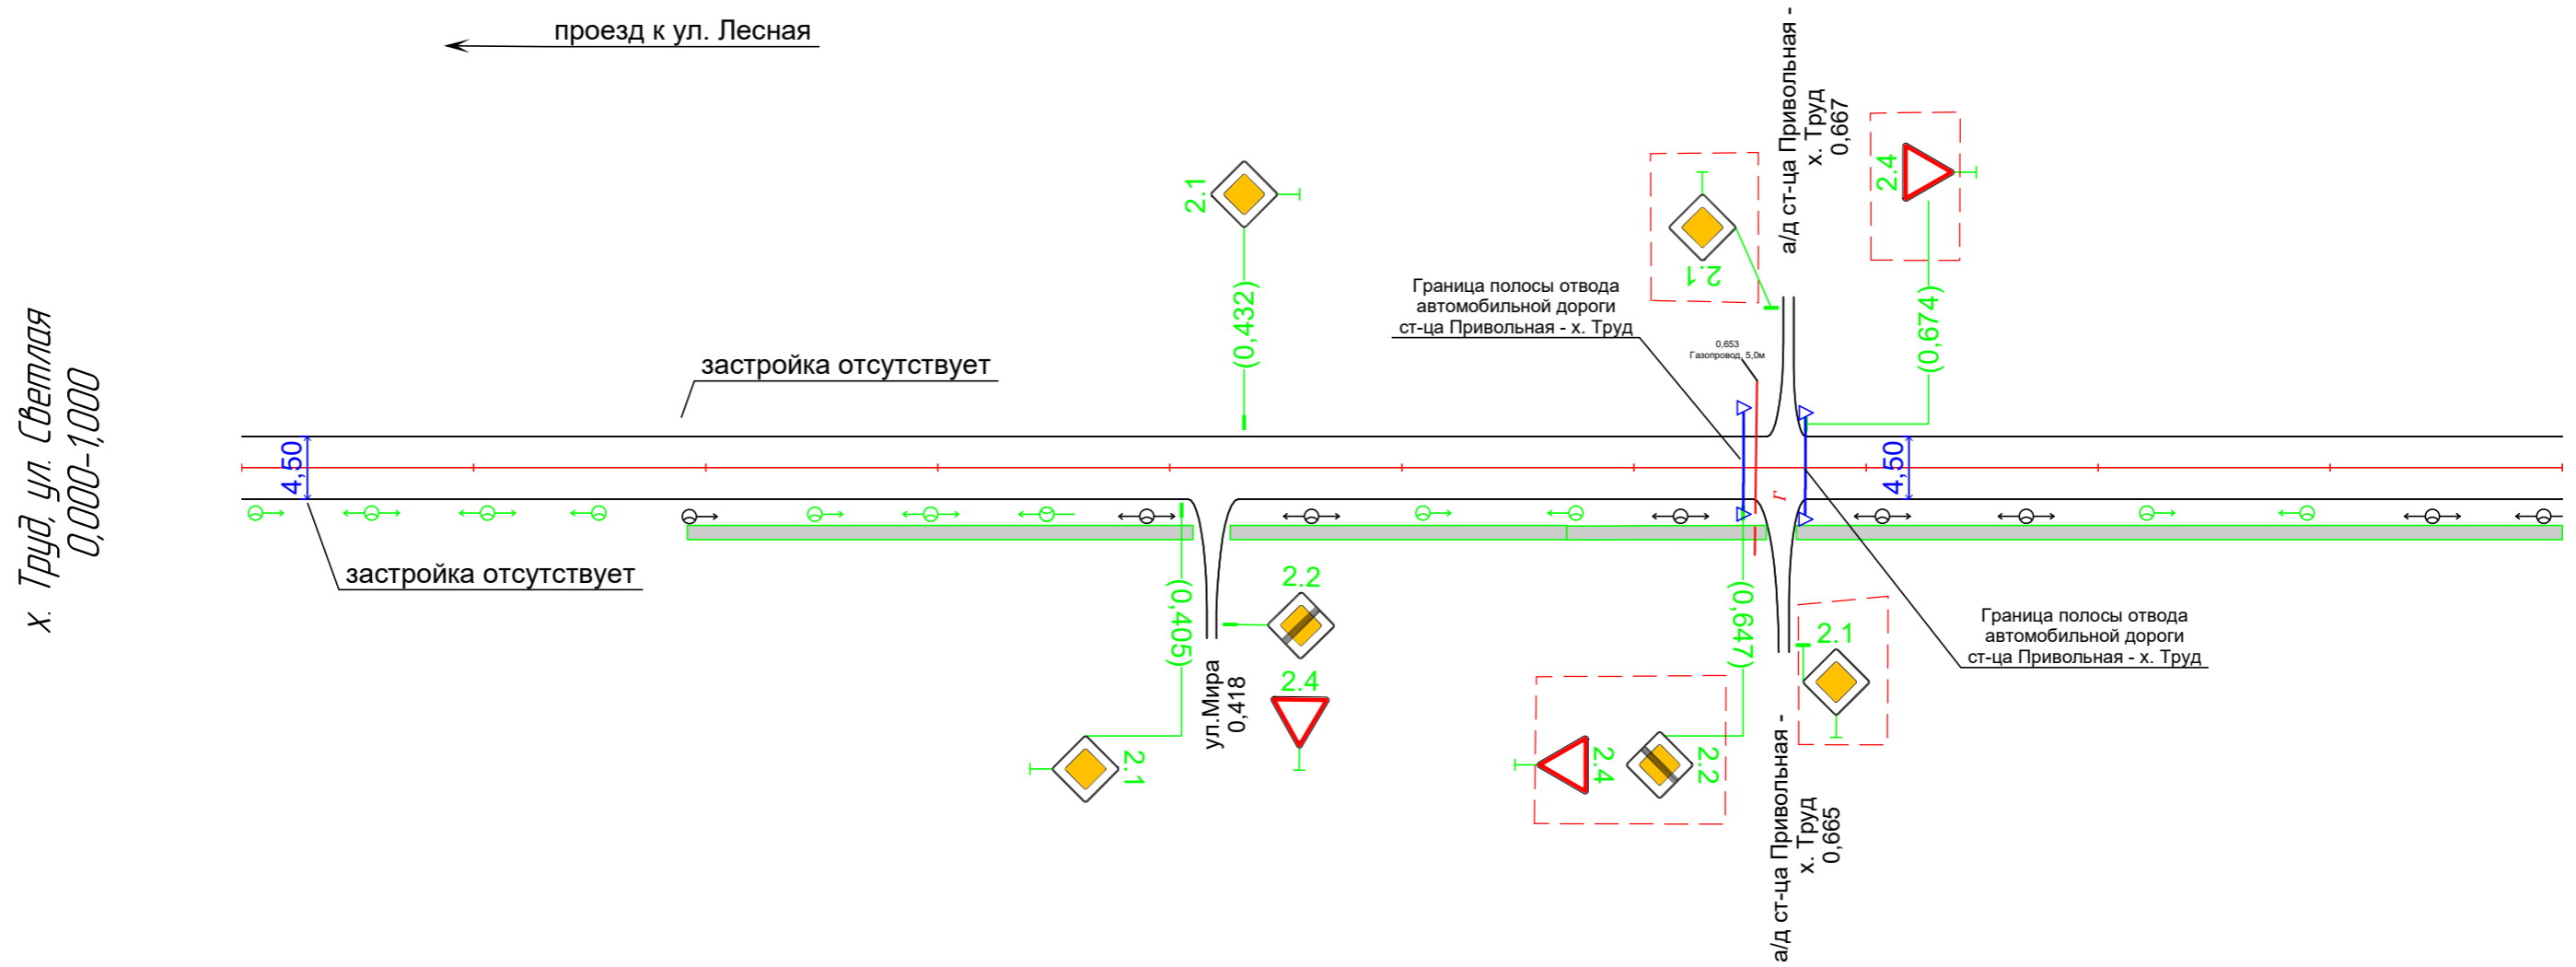 проезд к ул. Лесная
х. Труд, ул. Светлая
0,000-1,000
застройка отсутствует
4,50
застройка отсутствует
2.1
(0,432)
(0,405)
2.1
ул.Мира
0,418
2.2
2.4
Граница полосы отвода
автомобильной дороги
ст-ца Привольная - х. Труд
0,653
Газопровод, 5,0м
2.1
а/д ст-ца Привольная -
х. Труд
0,667
2.4
(0,674)
Г
4,50
(0,647)
2.4
2.2
2.1
а/д ст-ца Привольная -
х. Труд
0,665
Граница полосы отвода
автомобильной дороги
ст-ца Привольная - х. Труд